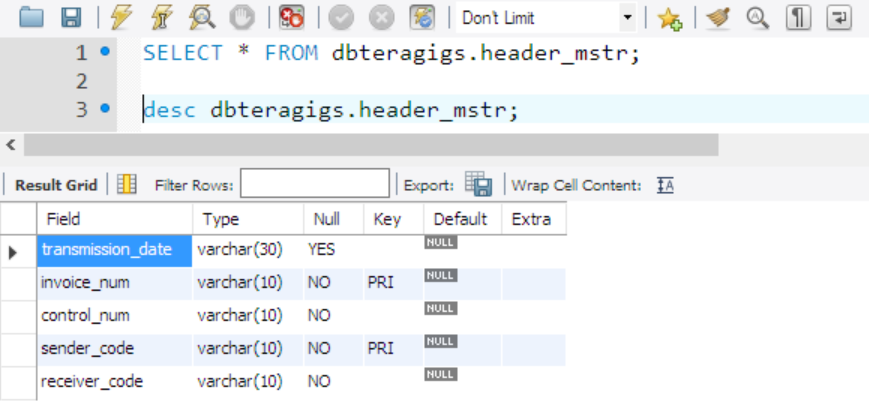 Don't Limit
1 SELECT * FROM dbteragigs.header_mstr;
2
3 desc dbteragigs.header_mstr;
Result Grid Filter Rows: Export: Wrap Cell Content: IA
Field Type Null Key Default Extra
transmission_date varchar(30) YES NULL
invoice_num varchar(10) NO PRI NULL
control_num varchar(10) NO NULL
sender_code varchar(10) NO PRI NULL
receiver_code varchar(10) NO NULL